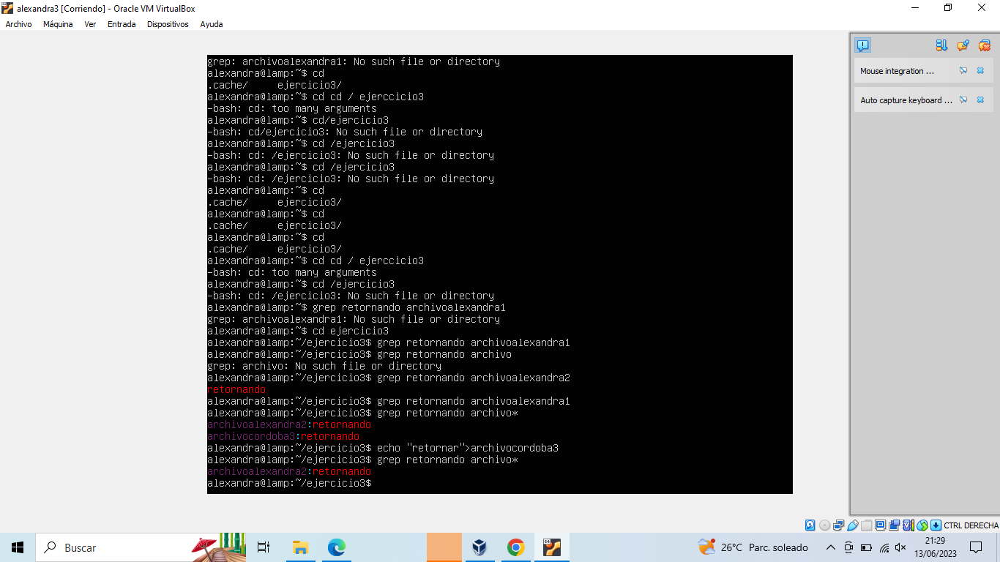 alexandra3 [Corriendo] - Oracle VM VirtualBox
Archivo Máquina Ver Entrada Dispositivos Ayuda
grep: archivoalexandra1: No such file or directory
alexandra@lamp:~$ cd
.cache/     ejercicio3/
alexandra@lamp:~$ cd cd / ejerccicio3
-bash: cd: too many arguments
alexandra@lamp:~$ cd/ejercicio3
-bash: cd/ejercicio3: No such file or directory
alexandra@lamp:~$ cd /ejercicio3
-bash: cd: /ejercicio3: No such file or directory
alexandra@lamp:~$ cd /ejercicio3
-bash: cd: /ejercicio3: No such file or directory
alexandra@lamp:~$ cd
.cache/     ejercicio3/
alexandra@lamp:~$ cd
.cache/     ejercicio3/
alexandra@lamp:~$ cd
.cache/     ejercicio3/
alexandra@lamp:~$ cd cd / ejerccicio3
-bash: cd: too many arguments
alexandra@lamp:~$ cd /ejercicio3
-bash: cd: /ejercicio3: No such file or directory
alexandra@lamp:~$ grep retornando archivoalexandra1
grep: archivoalexandra1: No such file or directory
alexandra@lamp:~$ cd ejercicio3
alexandra@lamp:~/ejercicio3$ grep retornando archivoalexandra1
alexandra@lamp:~/ejercicio3$ grep retornando archivo
grep: archivo: No such file or directory
alexandra@lamp:~/ejercicio3$ grep retornando archivoalexandra2
retornando
alexandra@lamp:~/ejercicio3$ grep retornando archivoalexandra1
alexandra@lamp:~/ejercicio3$ grep retornando archivo*
archivoalexandra2:retornando
archivocordoba3:retornando
alexandra@lamp:~/ejercicio3$ echo "retornar">archivocordoba3
alexandra@lamp:~/ejercicio3$ grep retornando archivo*
archivoalexandra2:retornando
alexandra@lamp:~/ejercicio3$
Mouse integration ...
Auto capture keyboard ...
CTRL DERECHA
Buscar
64
26°C Parc. soleado
21:29
13/06/2023